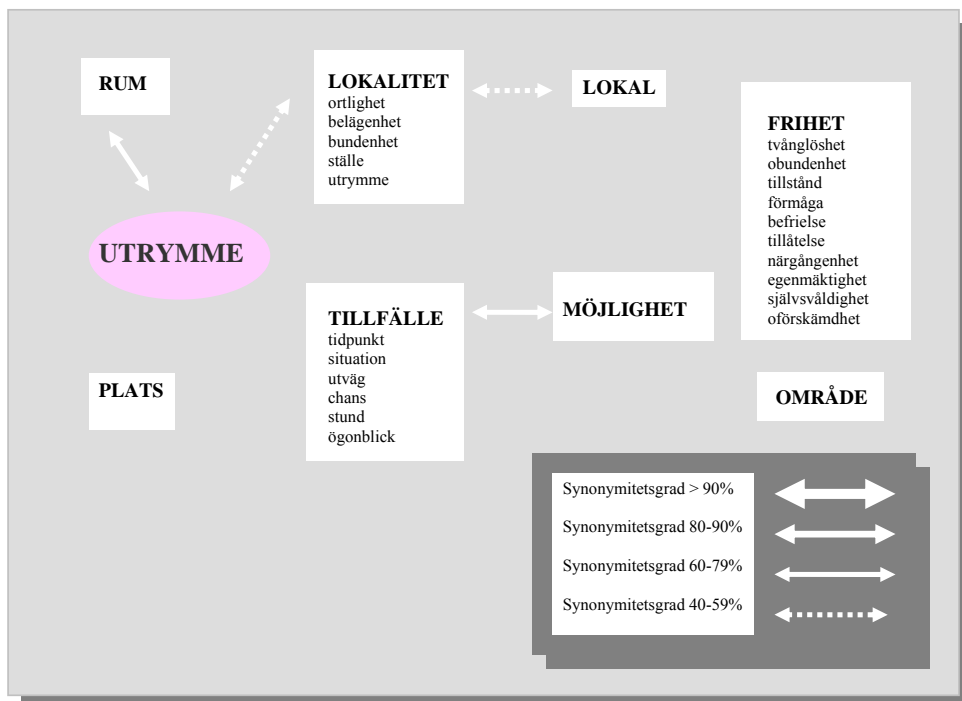 RUM
LOKALITET
ortlighet
belägenhet
bundenhet
ställe
utrymme
LOKAL
FRIHET
tvånglöshet
obundenhet
tillstånd
förmåga
befrielse
tillåtelse
närgångenhet
egenmäktighet
självsvåldighet
oförskämdhet
UTRYMME
TILLFÄLLE
tidpunkt
situation
utväg
chans
stund
ögonblick
MÖJLIGHET
PLATS
OMRÅDE
Synonymitetsgrad > 90%
Synonymitetsgrad 80-90%
Synonymitetsgrad 60-79%
Synonymitetsgrad 40-59%